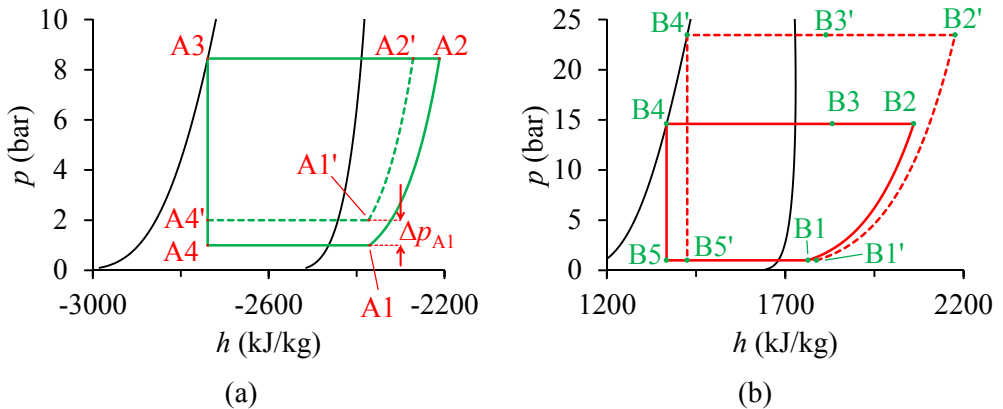 10
8
6
4
2
0
p (bar)
A3
A2'
A2
A1'
A4'
A4
Δp_A1
A1
-3000
-2600
-2200
h (kJ/kg)
(a)
25
20
15
10
5
0
p (bar)
B4'
B3'
B2'
B4
B3
B2
B1
B5
B5'
B1'
1200
1700
2200
h (kJ/kg)
(b)